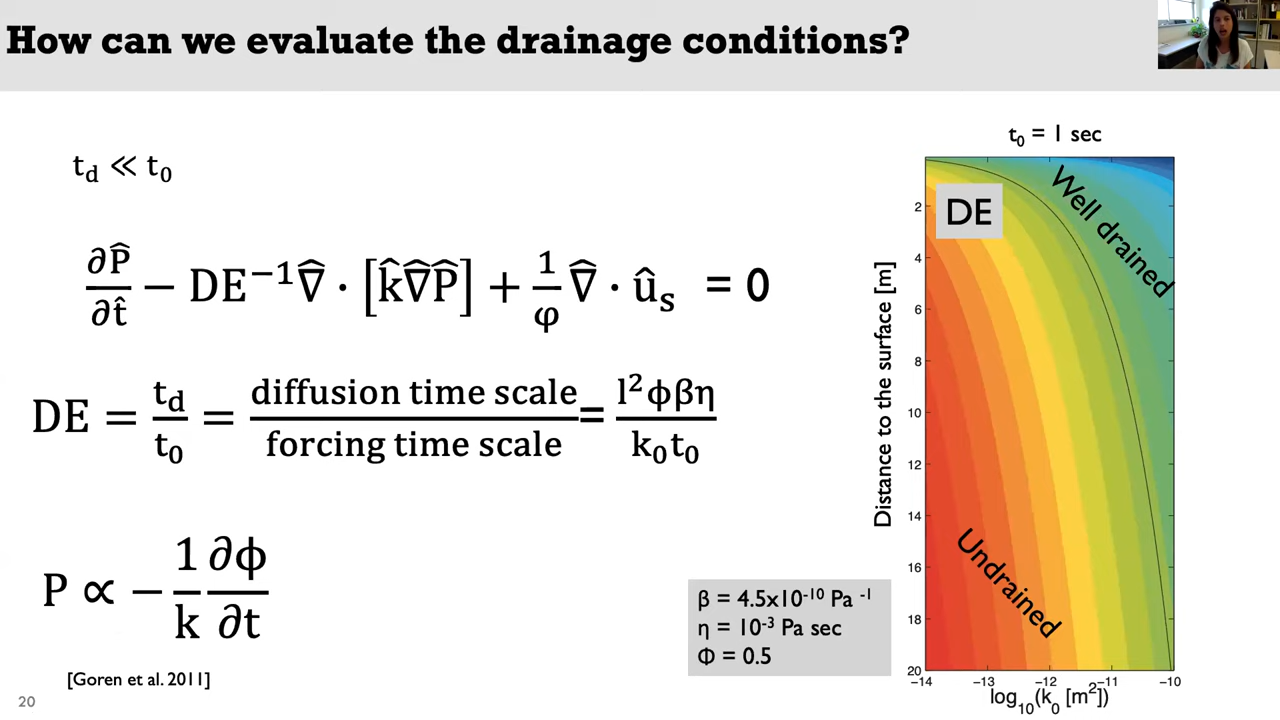 How can we evaluate the drainage conditions?
t_d ≪ t_0
∂P̂/∂t̂ − DE⁻¹∇̂ · [k̂∇̂P̂] + 1/φ ∇̂ · û_s = 0
DE = t_d/t_0 = diffusion time scale/forcing time scale = l²ϕβη/k_0t_0
P ∝ − 1/k ∂ϕ/∂t
[Goren et al. 2011]
20
β = 4.5x10⁻¹⁰ Pa ⁻¹
η = 10⁻³ Pa sec
Φ = 0.5
t₀ = 1 sec
DE
Well drained
Undrained
Distance to the surface [m]
2
4
6
8
10
12
14
16
18
20
−14 −13 −12 −11 −10
log₁₀(k₀ [m²])